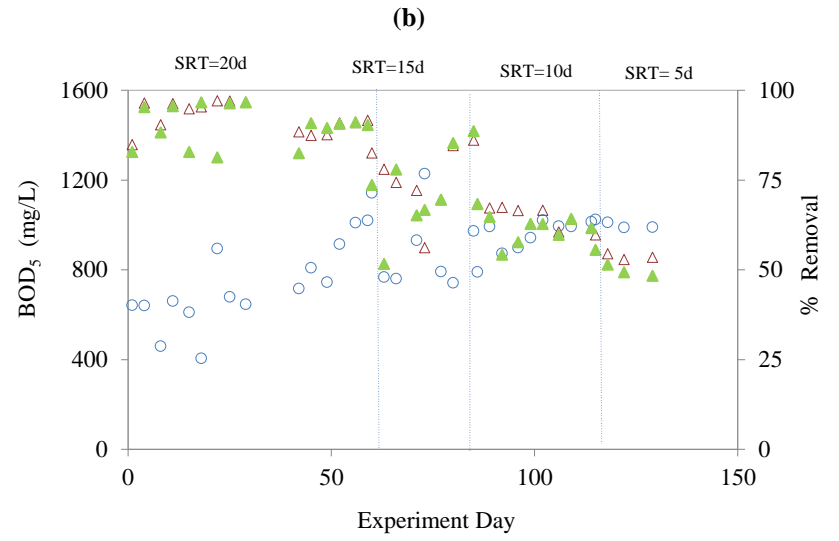 (b)
SRT=20d
SRT=15d
SRT=10d
SRT= 5d
1600
1200
800
400
0
100
75
50
25
0
BOD5 (mg/L)
% Removal
0
50
100
150
Experiment Day